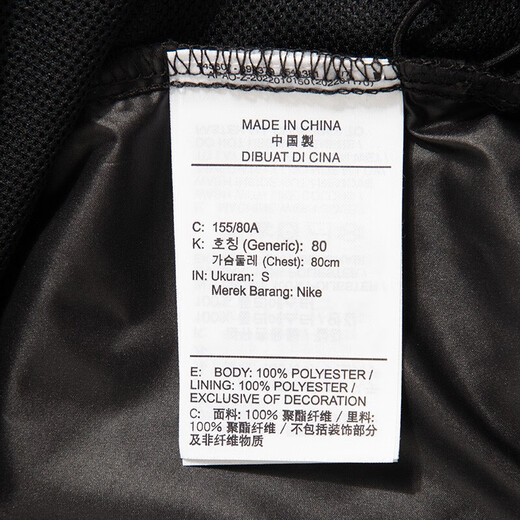 MADE IN CHINA
中国製
DIBUAT DI CINA
C: 155/80A
K: 호칭 (Generic): 80
가슴둘레 (Chest): 80cm
IN: Ukuran: S
Merek Barang: Nike
E: BODY: 100% POLYESTER /
LINING: 100% POLYESTER /
EXCLUSIVE OF DECORATION
C: 面料: 100% 聚酯纤维 / 里料:
100% 聚酯纤维 / 不包括装饰部分
及非纤维物质